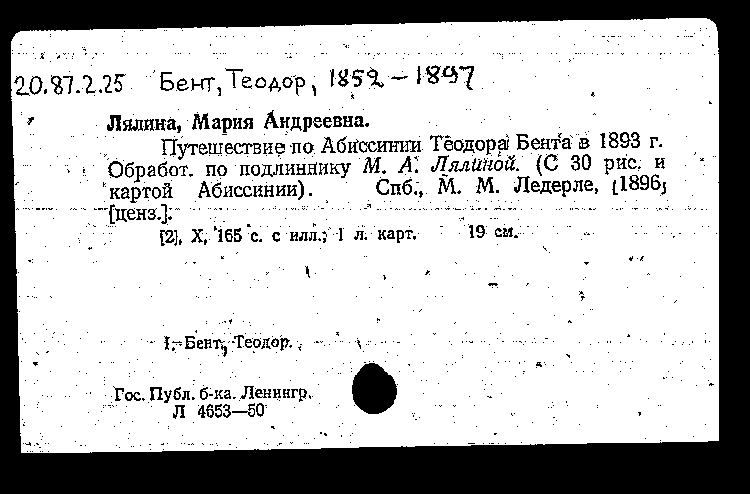 20.87.2.25 Бент, Теодор, 1852 – 1897
Лялина, Мария Андреевна.
Путешествие по Абиссинии Теодора Бента в 1893 г.
Обработ. по подлиннику М. А. Лялиной. (С 30 рис. и
картой Абиссинии). Спб., М. М. Ледерле, [1896]
[ценз.].
[2], X, 165 с. с илл.; 1 л. карт. 19 см.
1. Бент, Теодор.
Гос. Публ. б-ка. Ленингр.
Л 4653—50